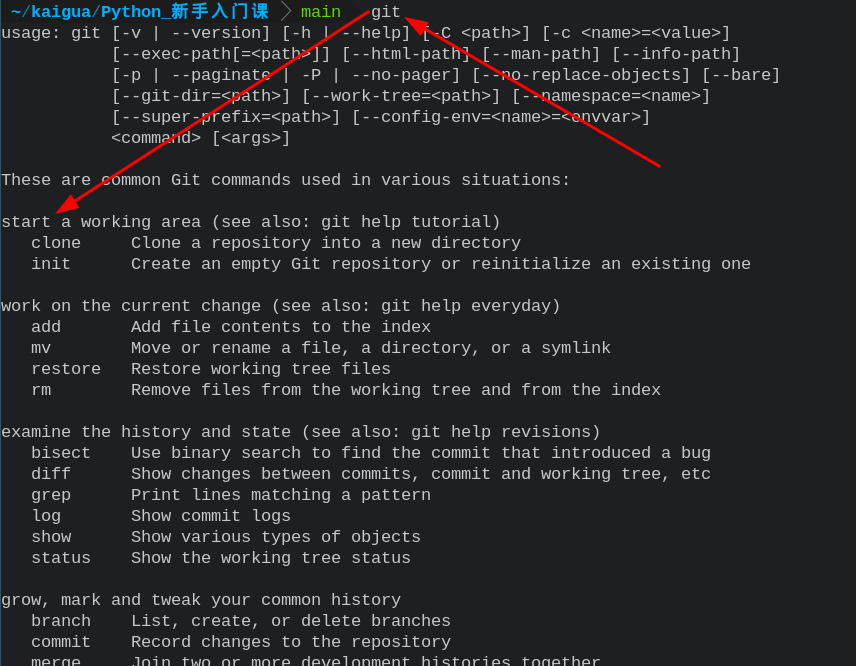 ~/kaigua/Python_新手入门课 main git
usage: git [-v | --version] [-h | --help] [-C <path>] [-c <name>=<value>]
[--exec-path[=<path>]] [--html-path] [--man-path] [--info-path]
[-p | --paginate | -P | --no-pager] [--no-replace-objects] [--bare]
[--git-dir=<path>] [--work-tree=<path>] [--namespace=<name>]
[--super-prefix=<path>] [--config-env=<name>=<envvar>]
<command> [<args>]
These are common Git commands used in various situations:
start a working area (see also: git help tutorial)
clone Clone a repository into a new directory
init Create an empty Git repository or reinitialize an existing one
work on the current change (see also: git help everyday)
add Add file contents to the index
mv Move or rename a file, a directory, or a symlink
restore Restore working tree files
rm Remove files from the working tree and from the index
examine the history and state (see also: git help revisions)
bisect Use binary search to find the commit that introduced a bug
diff Show changes between commits, commit and working tree, etc
grep Print lines matching a pattern
log Show commit logs
show Show various types of objects
status Show the working tree status
grow, mark and tweak your common history
branch List, create, or delete branches
commit Record changes to the repository
merge Join two or more development histories together